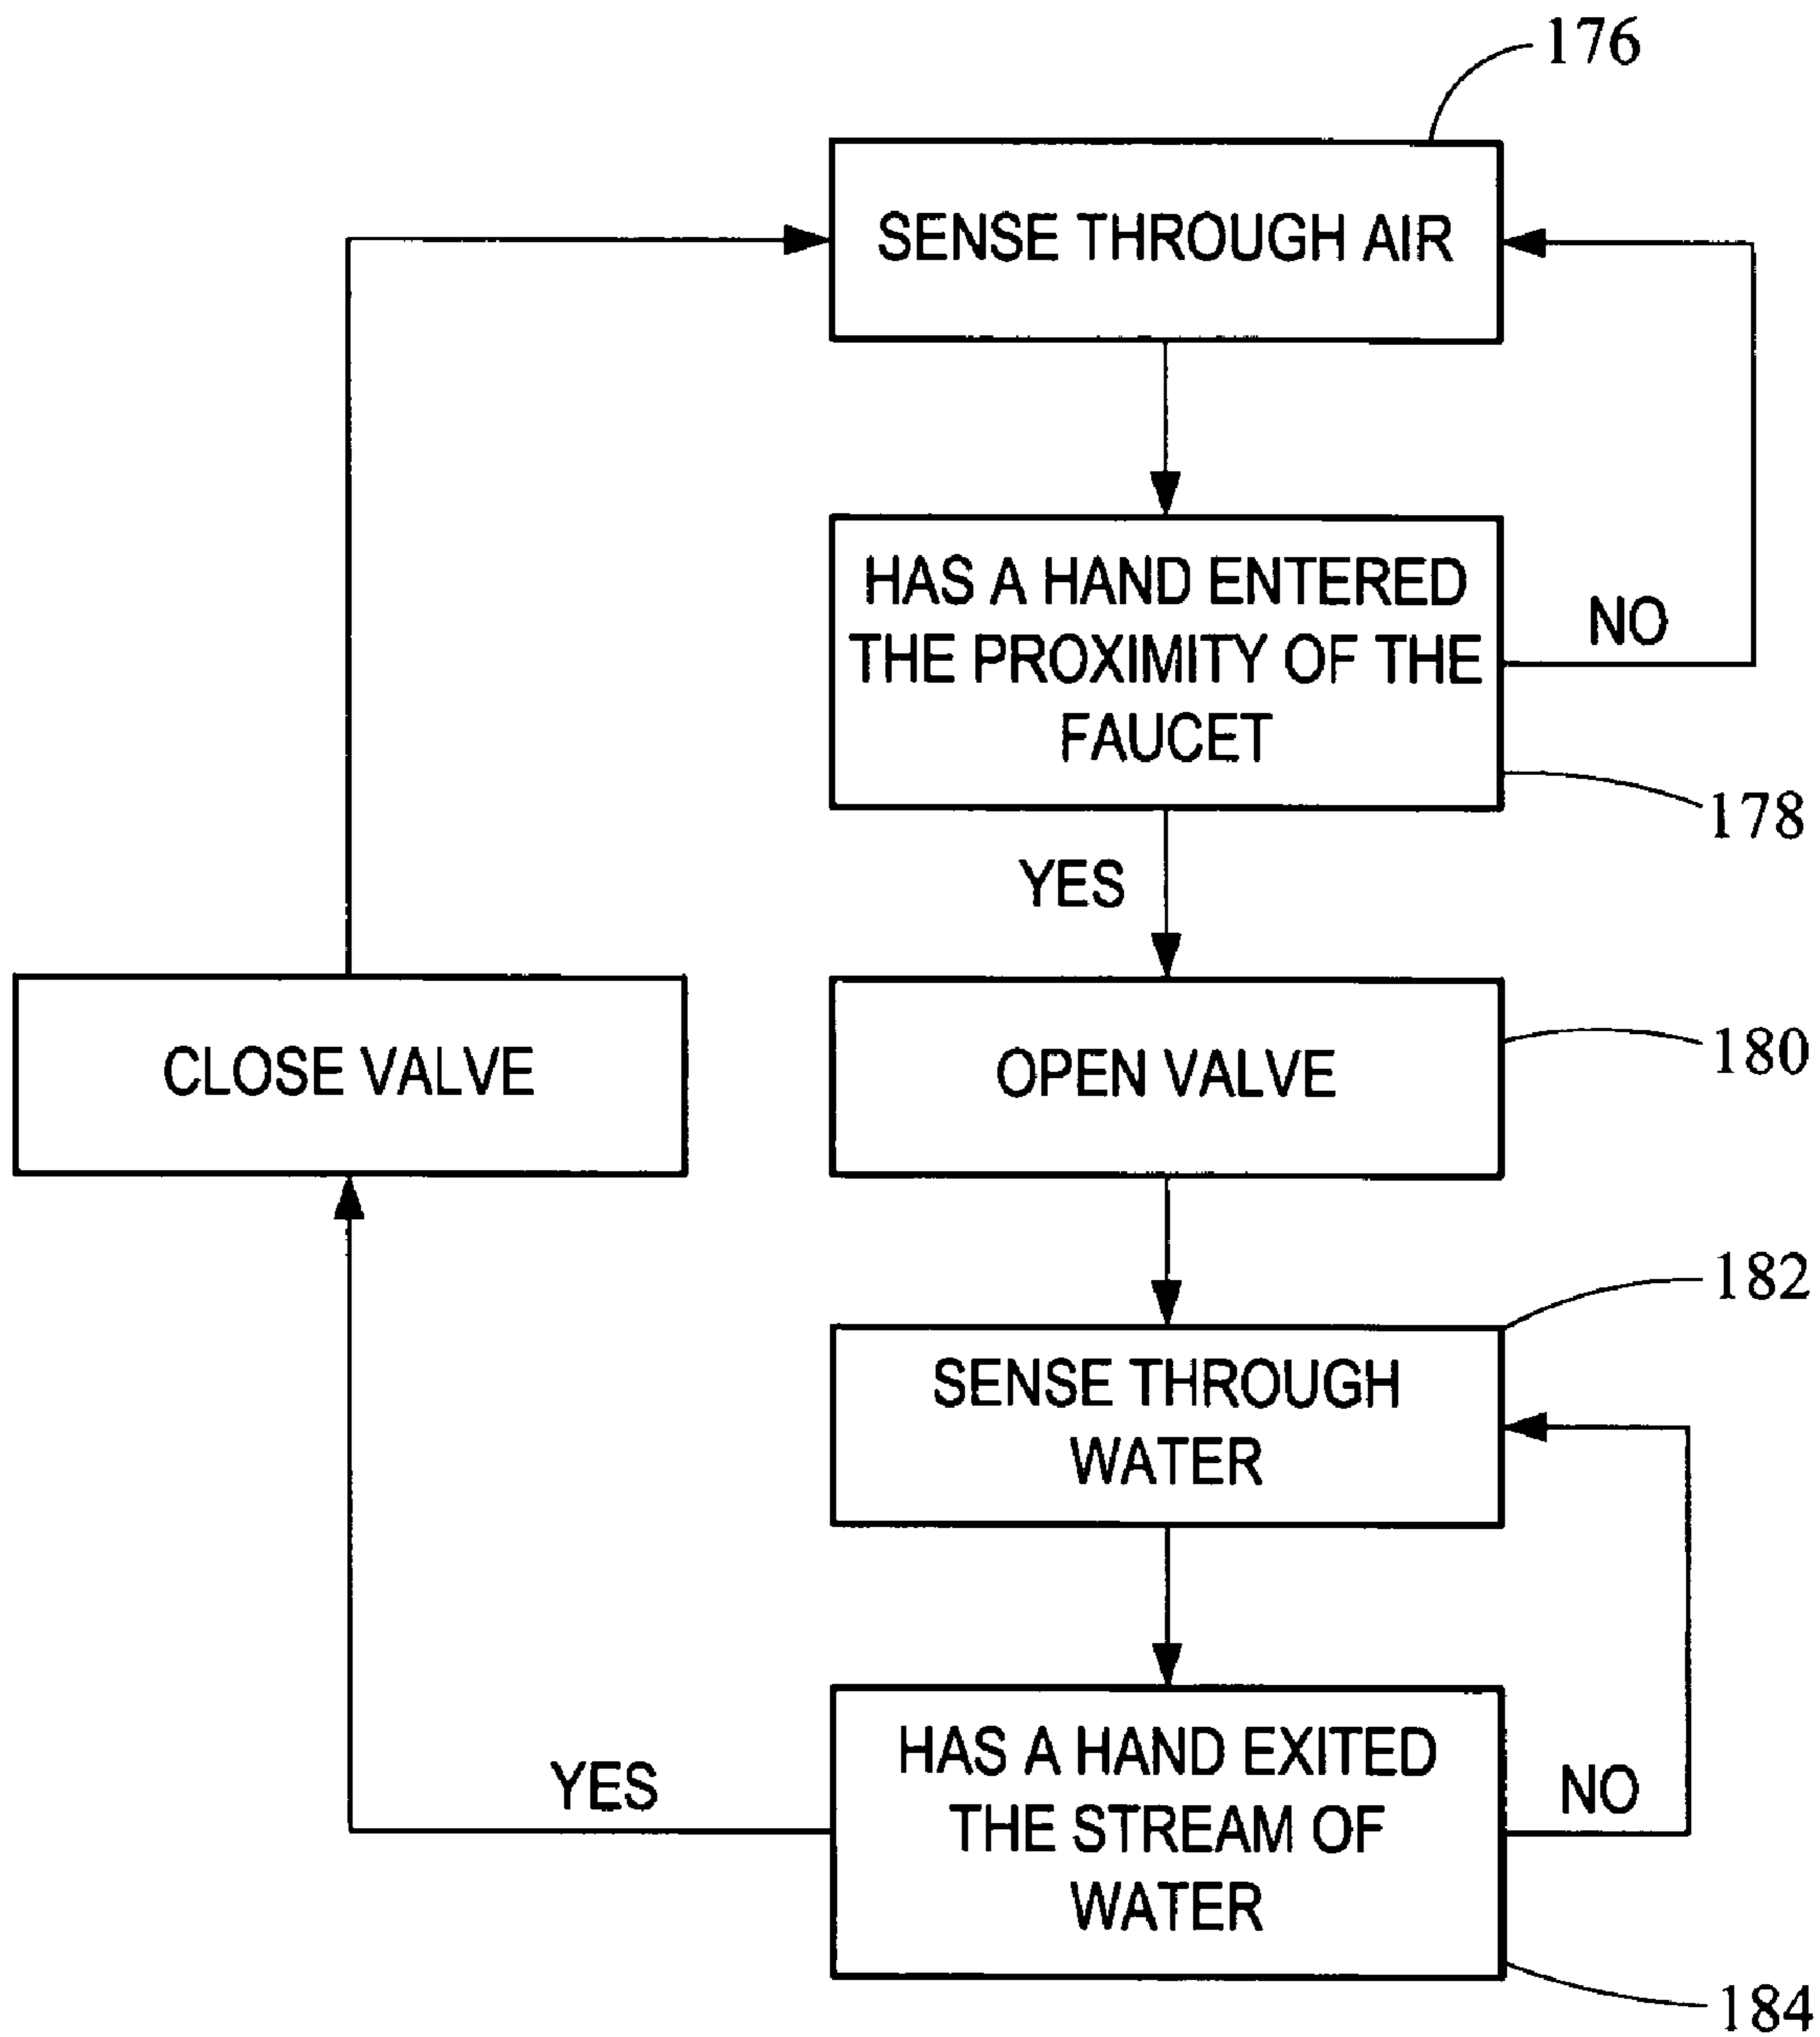 176
SENSE THROUGH AIR
HAS A HAND ENTERED
THE PROXIMITY OF THE
FAUCET
NO
178
YES
CLOSE VALVE
OPEN VALVE
180
182
SENSE THROUGH
WATER
HAS A HAND EXITED
THE STREAM OF
WATER
YES
NO
184